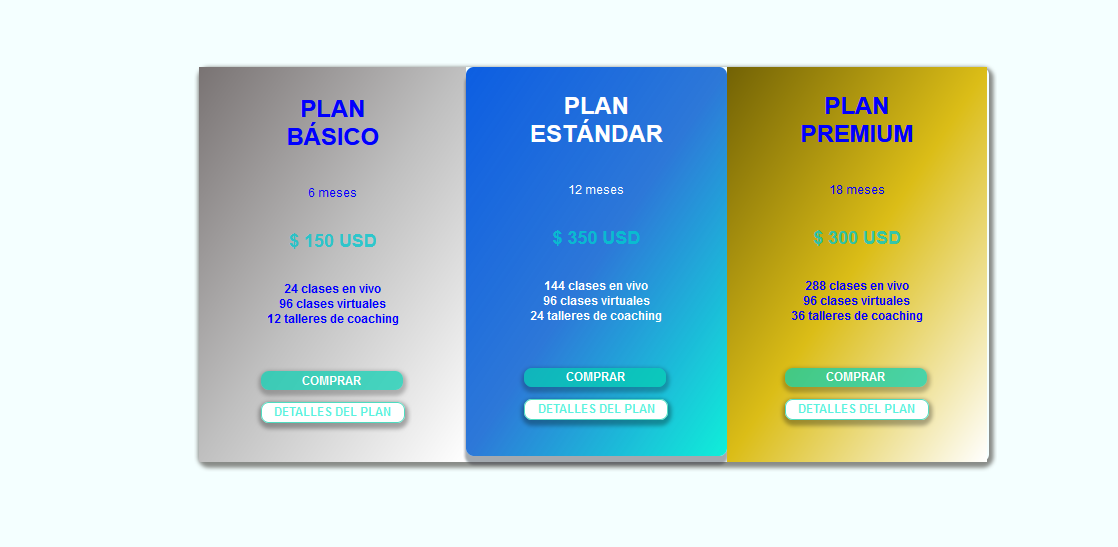 PLAN
BÁSICO
6 meses
$ 150 USD
24 clases en vivo
96 clases virtuales
12 talleres de coaching
COMPRAR
DETALLES DEL PLAN
PLAN
ESTÁNDAR
12 meses
$ 350 USD
144 clases en vivo
96 clases virtuales
24 talleres de coaching
COMPRAR
DETALLES DEL PLAN
PLAN
PREMIUM
18 meses
$ 300 USD
288 clases en vivo
96 clases virtuales
36 talleres de coaching
COMPRAR
DETALLES DEL PLAN